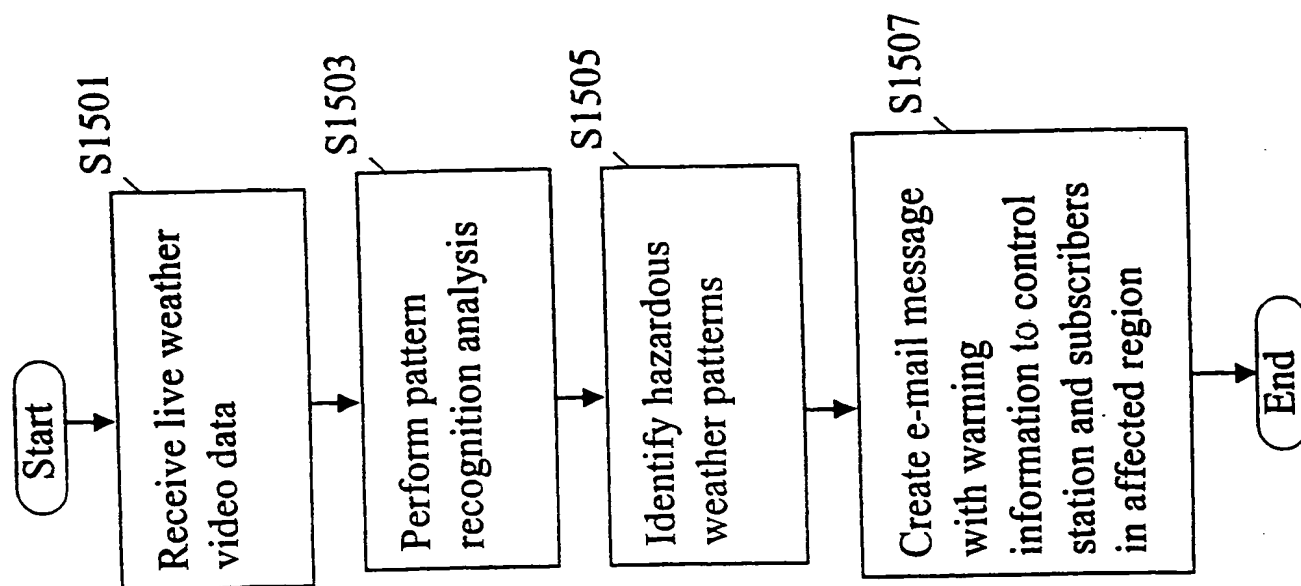 Start
S1501
Receive live weather
video data
S1503
Perform pattern
recognition analysis
S1505
Identify hazardous
weather patterns
S1507
Create e-mail message
with warning
information to control
station and subscribers
in affected region
End